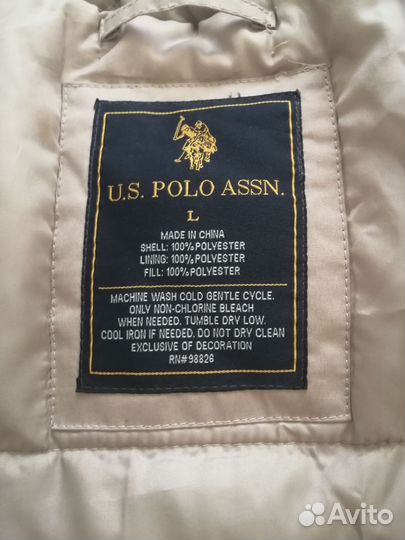 U.S. POLO ASSN.
L
MADE IN CHINA
SHELL: 100% POLYESTER
LINING: 100% POLYESTER
FILL: 100% POLYESTER
MACHINE WASH COLD GENTLE CYCLE.
ONLY NON-CHLORINE BLEACH
WHEN NEEDED. TUMBLE DRY LOW.
COOL IRON IF NEEDED. DO NOT DRY CLEAN
EXCLUSIVE OF DECORATION
RN#98826
Avito